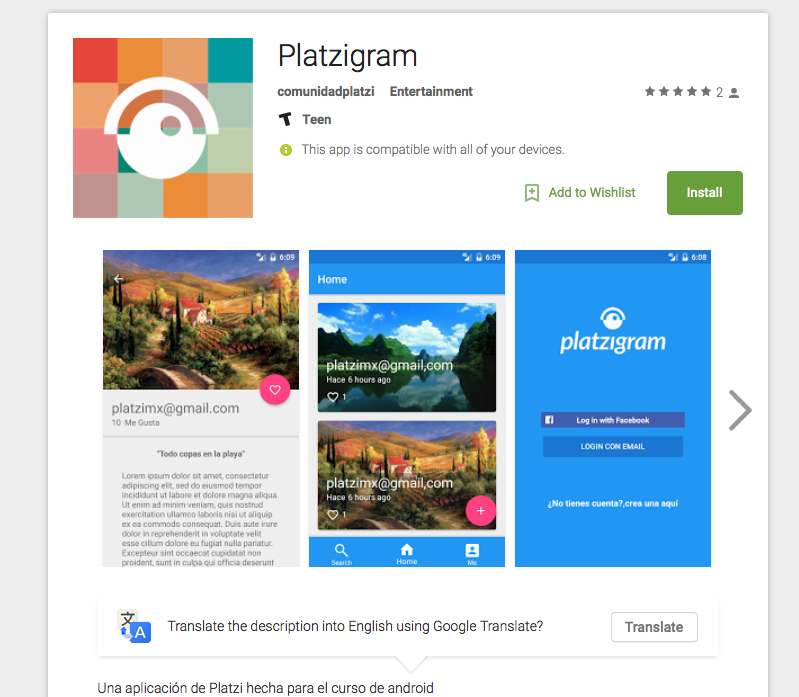 Platzigram
comunidadplatzi Entertainment
2
T Teen
This app is compatible with all of your devices.
Add to Wishlist
Install
6:09
platzimx@gmail.com
10 Me Gusta
"Todo copas en la playa"
Lorem ipsum dolor sit amet, consectetur
adipiscing elit, sed do eiusmod tempor
incididunt ut labore et dolore magna aliqua.
Ut enim ad minim veniam, quis nostrud
exercitation ullamco laboris nisi ut aliquip
ex ea commodo consequat. Duis aute irure
dolor in reprehenderit in voluptate velit
esse cillum dolore eu fugiat nulla pariatur.
Excepteur sint occaecat cupidatat non
proident, sunt in culpa qui officia deserunt
6:09
Home
platzimx@gmail,com
Hace 6 hours ago
1
platzimx@gmail,com
Hace 6 hours ago
1
+
Search Home Me
6:08
platzigram
f Log in with Facebook
LOGIN CON EMAIL
¿No tienes cuenta?,crea una aquí
文 A
Translate the description into English using Google Translate?
Translate
Una aplicación de Platzi hecha para el curso de android